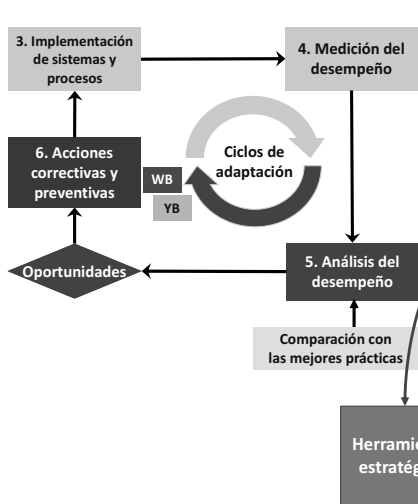 3. Implementación
de sistemas y
procesos
4. Medición del
desempeño
6. Acciones
correctivas y
preventivas
WB
YB
Ciclos de
adaptación
Oportunidades
5. Análisis del
desempeño
Comparación con
las mejores prácticas